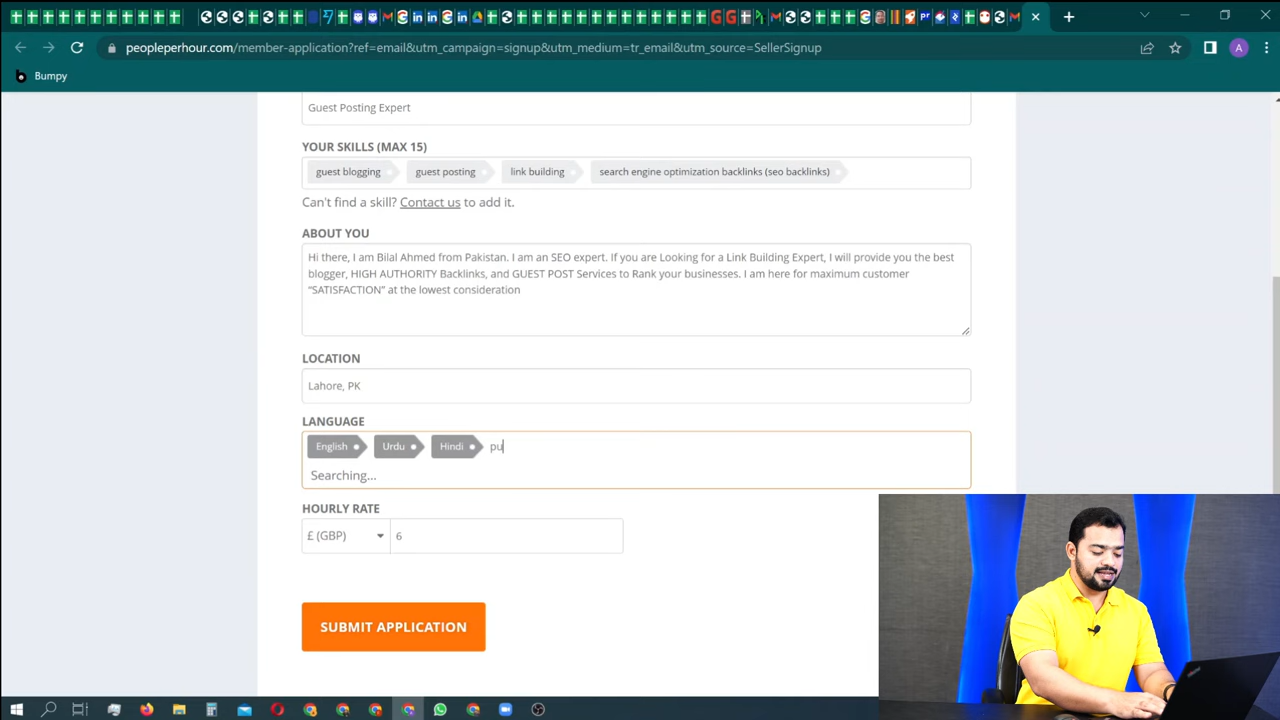 peopleperhour.com/member-application?ref=email&utm_campaign=signup&utm_medium=tr_email&utm_source=SellerSignup
A
Bumpy
Guest Posting Expert
YOUR SKILLS (MAX 15)
guest blogging guest posting link building search engine optimization backlinks (seo backlinks)
Can't find a skill? Contact us to add it.
ABOUT YOU
Hi there, I am Bilal Ahmed from Pakistan. I am an SEO expert. If you are Looking for a Link Building Expert, I will provide you the best
blogger, HIGH AUTHORITY Backlinks, and GUEST POST Services to Rank your businesses. I am here for maximum customer
“SATISFACTION” at the lowest consideration
LOCATION
Lahore, PK
LANGUAGE
English Urdu Hindi pu
Searching...
HOURLY RATE
£ (GBP) 6
SUBMIT APPLICATION